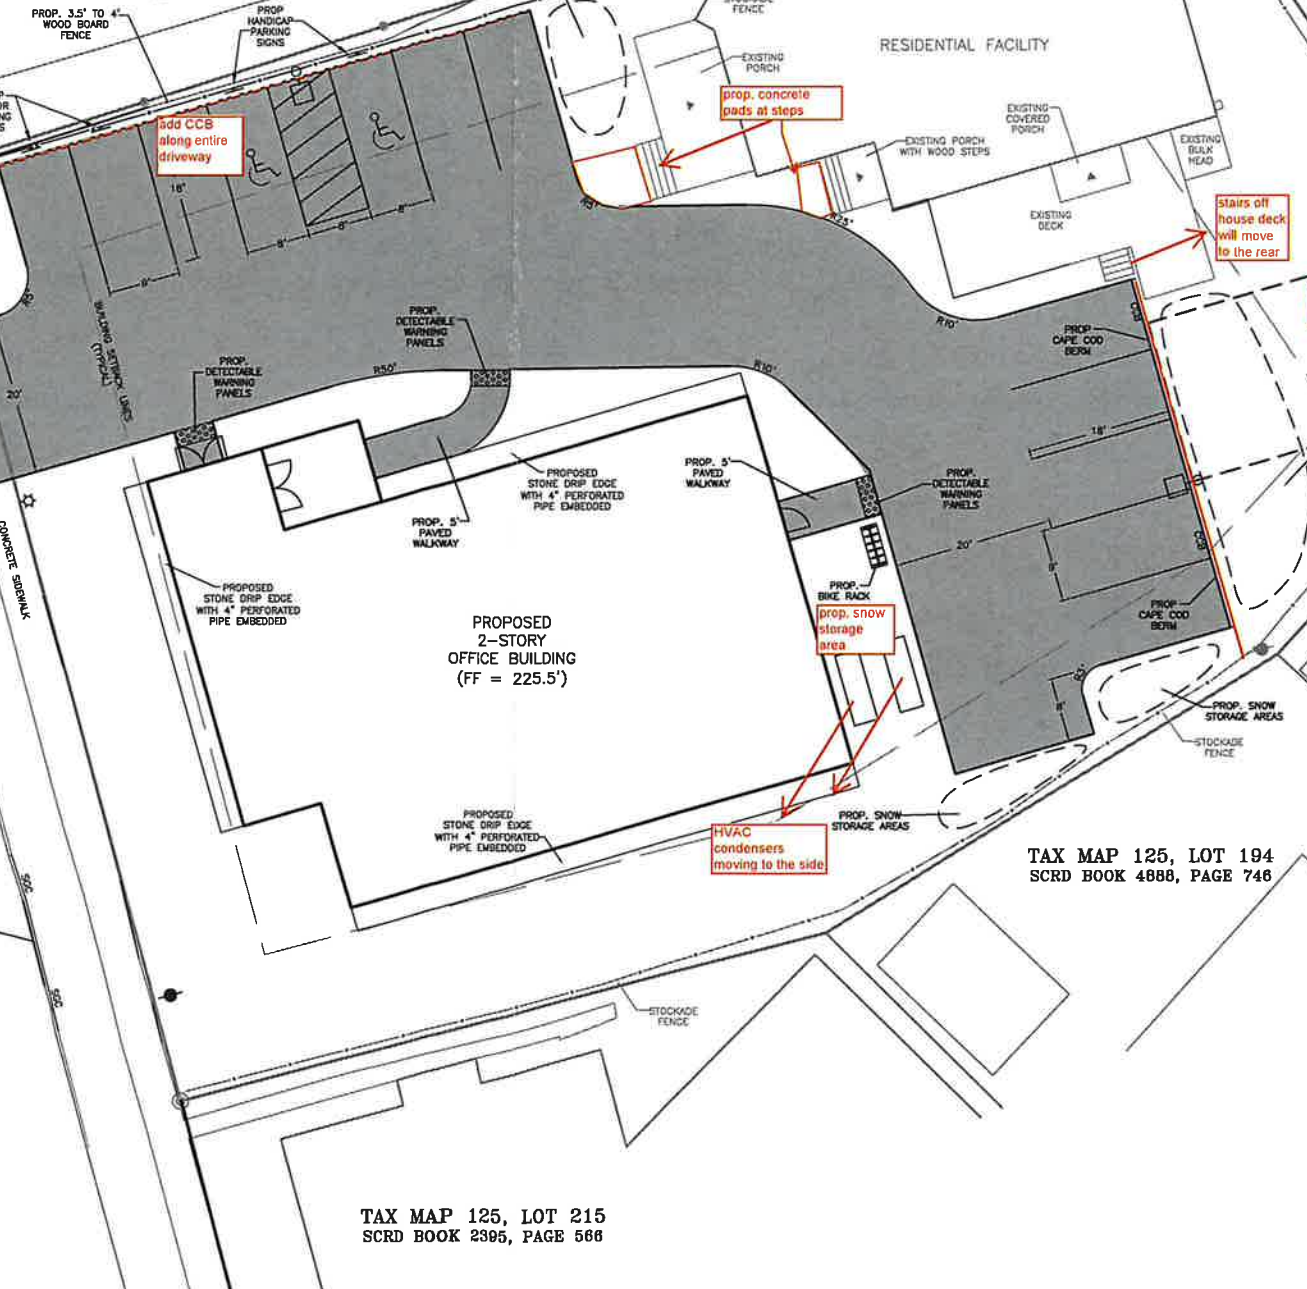 PROP. 3.5' TO 4'
WOOD BOARD
FENCE
PROP
HANDICAP
PARKING
SIGNS
FENCE
RESIDENTIAL FACILITY
EXISTING
PORCH
prop. concrete
pads at steps
EXISTING
COVERED
PORCH
EXISTING PORCH
WITH WOOD STEPS
EXISTING
BULK
HEAD
add CCB
along entire
driveway
18'
8'
8'
8'
9'
R5'
R25'
EXISTING
DECK
stairs off
house deck
will move
to the rear
BUILDING SETBACK LINES
(TYPICAL)
PROP.
DETECTABLE
WARNING
PANELS
R10'
CCB
PROP
CAPE COD
BERM
PROP.
DETECTABLE
WARNING
PANELS
R50'
R10'
20'
18'
PROPOSED
STONE DRIP EDGE
WITH 4" PERFORATED
PIPE EMBEDDED
PROP. 5'
PAVED
WALKWAY
PROP.
DETECTABLE
WARNING
PANELS
PROP. 5'
PAVED
WALKWAY
CONCRETE SIDEWALK
20'
9'
CCB
PROPOSED
STONE DRIP EDGE
WITH 4" PERFORATED
PIPE EMBEDDED
PROP.
BIKE RACK
PROP
CAPE COD
BERM
prop. snow
storage
area
PROPOSED
2-STORY
OFFICE BUILDING
(FF = 225.5')
R3'
8'
PROP. SNOW
STORAGE AREAS
STOCKADE
FENCE
PROPOSED
STONE DRIP EDGE
WITH 4" PERFORATED
PIPE EMBEDDED
PROP. SNOW
STORAGE AREAS
HVAC
condensers
moving to the side
TAX MAP 125, LOT 194
SCRD BOOK 4888, PAGE 746
SGC
SGC
STOCKADE
FENCE
TAX MAP 125, LOT 215
SCRD BOOK 2395, PAGE 566